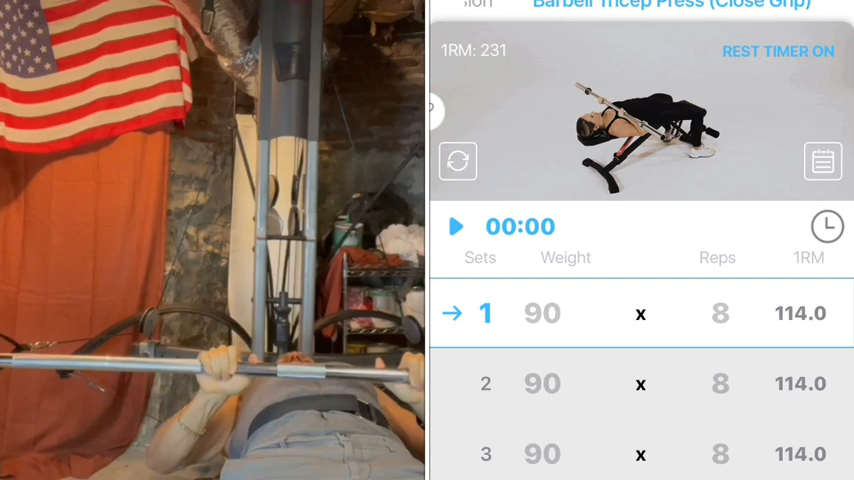 Barbell Tricep Press (Close Grip)
1RM: 231
REST TIMER ON
00:00
Sets Weight Reps 1RM
1 90 x 8 114.0
2 90 x 8 114.0
3 90 x 8 114.0